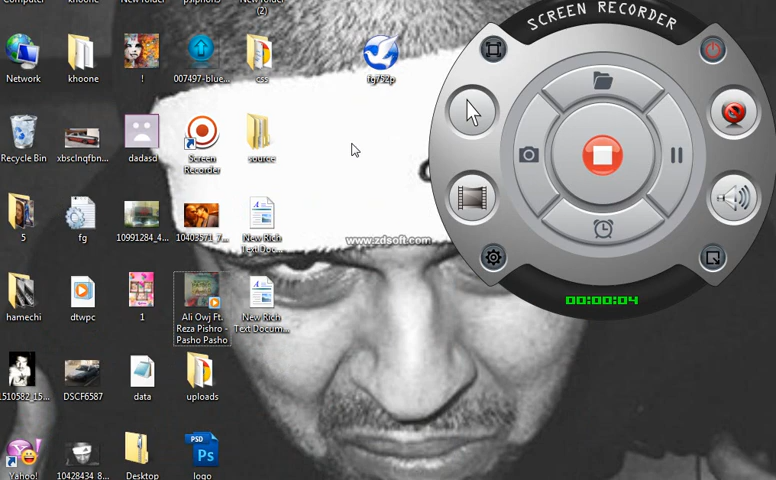 Computer
khoone
New folder
psiphon3
New folder
(2)
SCREEN RECORDER
Network
khoone
!
007497-blue...
css
fg752p
Recycle Bin
xbsclnqfbn...
dadasd
Screen
Recorder
source
5
fg
10991284_4...
10403571_7...
New Rich
Text Doc...
www.zdsoft.com
hamechi
dtwpc
1
Ali Owj Ft.
Reza Pishro -
Pasho Pasho
New Rich
Text Docum...
00:00:04
1510582_15...
DSCF6587
data
uploads
PSD
Ps
Yahoo!
10428434_8...
Desktop
logo